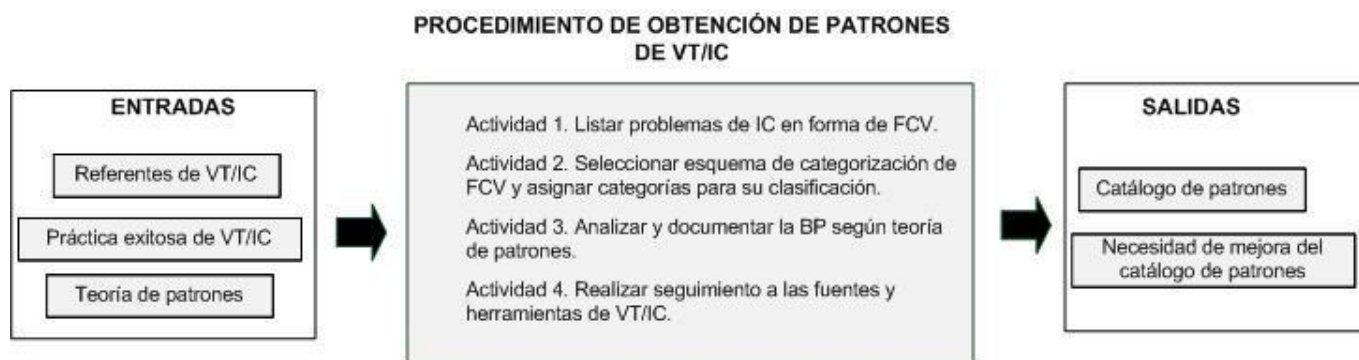 PROCEDIMIENTO DE OBTENCIÓN DE PATRONES
DE VT/IC
ENTRADAS
Referentes de VT/IC
Práctica exitosa de VT/IC
Teoría de patrones
Actividad 1. Listar problemas de IC en forma de FCV.
Actividad 2. Seleccionar esquema de categorización de
FCV y asignar categorías para su clasificación.
Actividad 3. Analizar y documentar la BP según teoría
de patrones.
Actividad 4. Realizar seguimiento a las fuentes y
herramientas de VT/IC.
SALIDAS
Catálogo de patrones
Necesidad de mejora del
catálogo de patrones